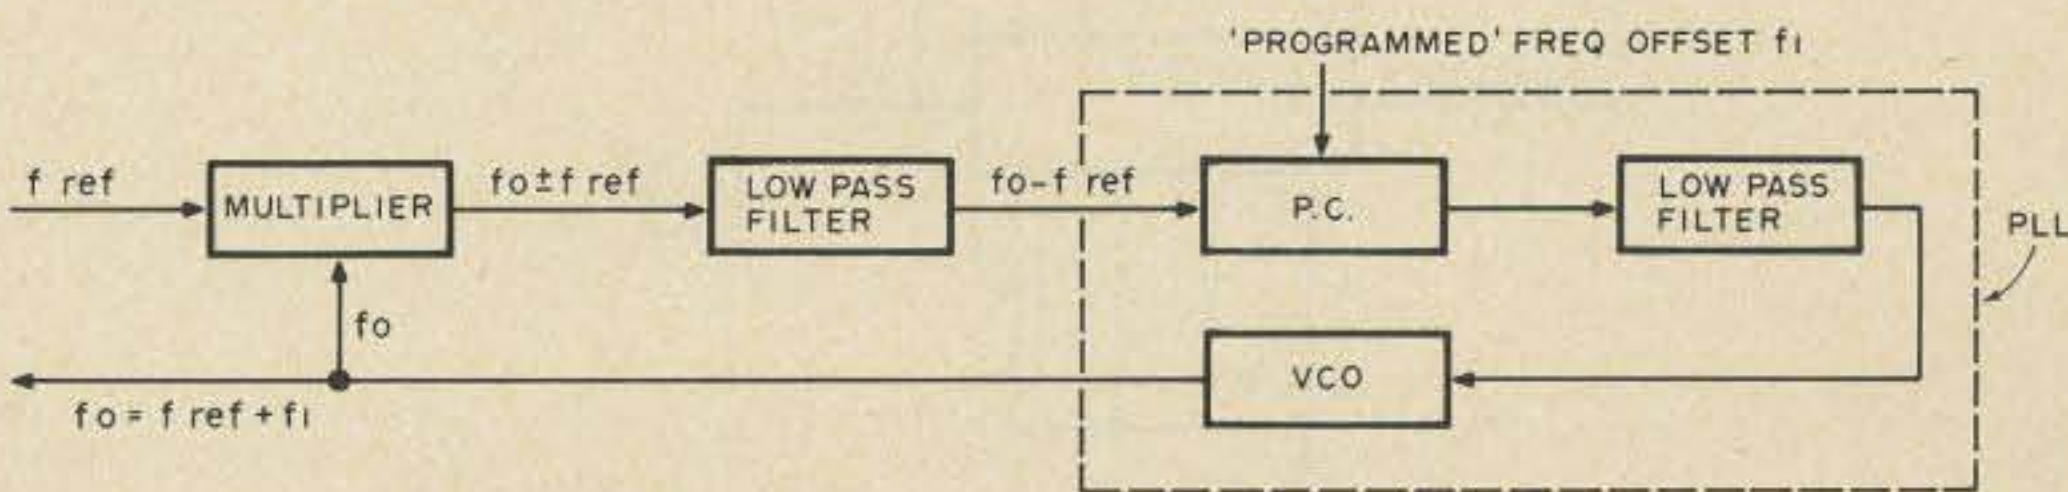 'PROGRAMMED' FREQ OFFSET f1
f ref
MULTIPLIER
fo±f ref
LOW PASS
FILTER
fo-f ref
P.C.
LOW PASS
FILTER
PLL
fo
VCO
fo = f ref + f1